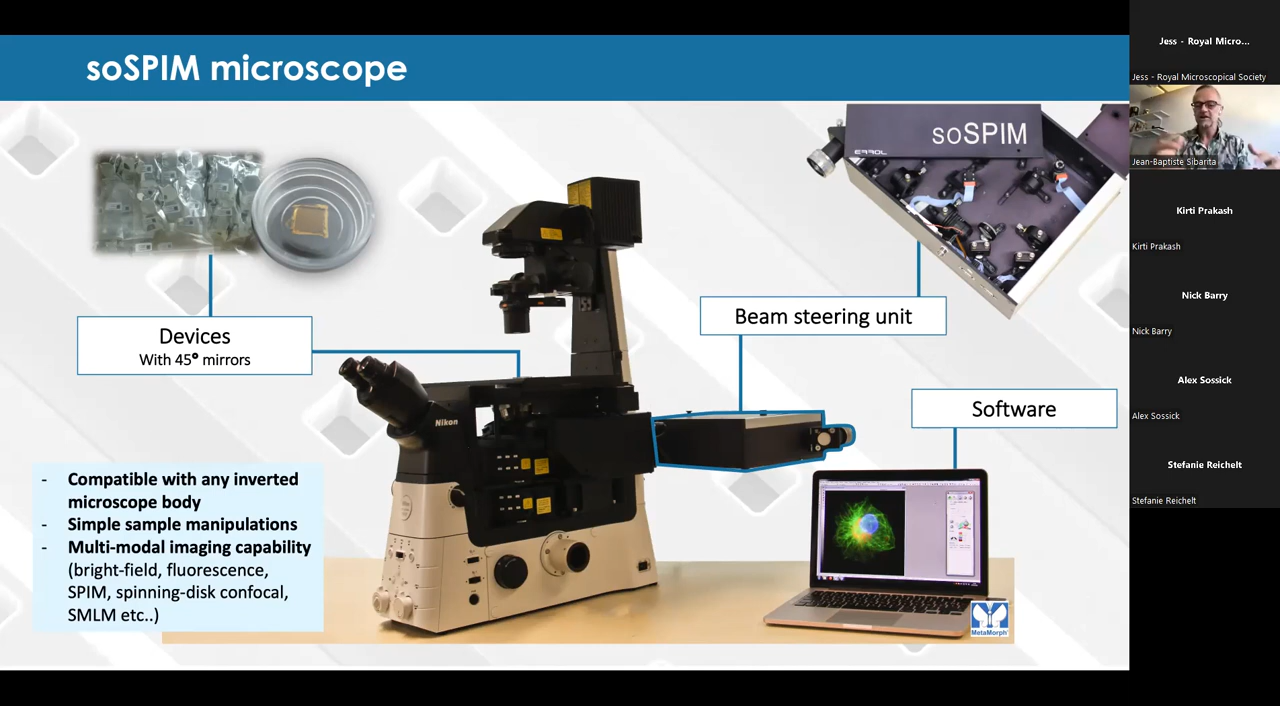 soSPIM microscope
soSPIM
ERROL
Devices
With 45° mirrors
Beam steering unit
Software
Nikon
- Compatible with any inverted
microscope body
- Simple sample manipulations
- Multi-modal imaging capability
(bright-field, fluorescence,
SPIM, spinning-disk confocal,
SMLM etc..)
MetaMorph
Jess - Royal Micro...
Jess - Royal Microscopical Society
Jean-Baptiste Sibarita
Kirti Prakash
Kirti Prakash
Nick Barry
Nick Barry
Alex Sossick
Alex Sossick
Stefanie Reichelt
Stefanie Reichelt